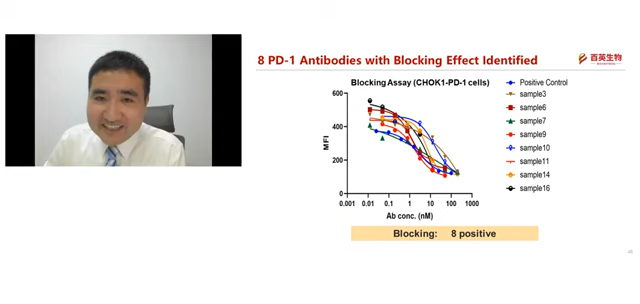 8 PD-1 Antibodies with Blocking Effect Identified
百英生物
Blocking Assay (CHOK1-PD-1 cells)
600
400
200
0
MFI
0.001
0.01
0.1
1
10
100
1000
Ab conc. (nM)
Positive Control
sample3
sample6
sample7
sample9
sample10
sample11
sample14
sample16
Blocking: 8 positive